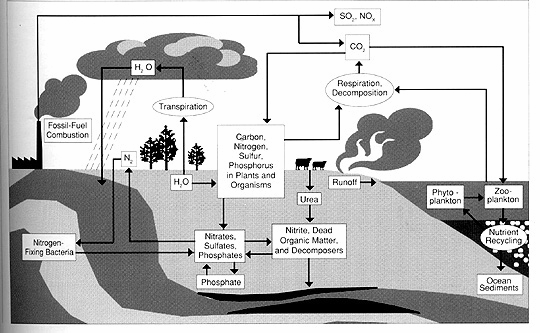 SO2, NOX
H2O
CO2
Respiration,
Decomposition
Transpiration
Fossil-Fuel
Combustion
Carbon,
Nitrogen,
Sulfur,
Phosphorus
in Plants and
Organisms
N2
H2O
Runoff
Phyto-
plankton
Zoo-
plankton
Urea
Nitrogen-
Fixing Bacteria
Nitrates,
Sulfates,
Phosphates
Nitrite, Dead
Organic Matter,
and Decomposers
Nutrient
Recycling
Phosphate
Ocean
Sediments